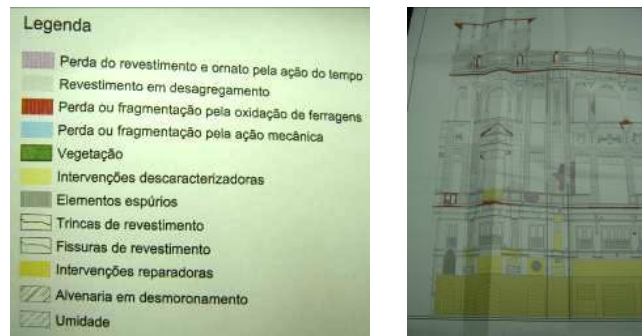 Legenda
Perda do revestimento e ornato pela ação do tempo
Revestimento em desagregamento
Perda ou fragmentação pela oxidação de ferragens
Perda ou fragmentação pela ação mecânica
Vegetação
Intervenções descaracterizadoras
Elementos espúrios
Trincas de revestimento
Fissuras de revestimento
Intervenções reparadoras
Alvenaria em desmoronamento
Umidade